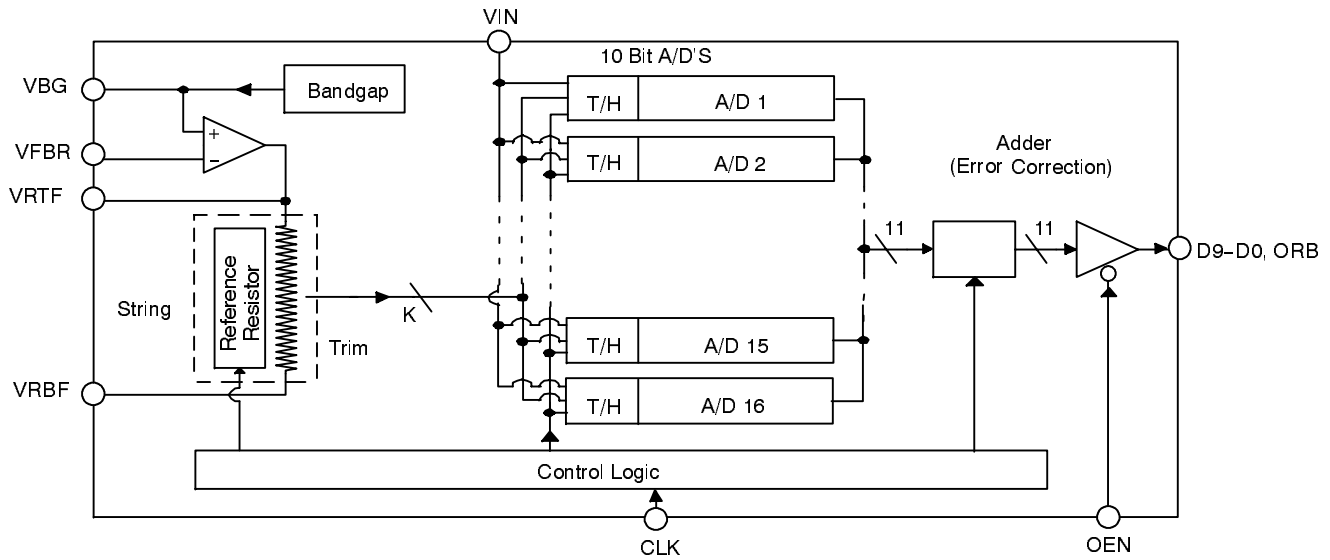 VIN
10 Bit A/D'S
VBG
Bandgap
T/H
A/D 1
+
VFBR
−
T/H
A/D 2
Adder
(Error Correction)
VRTF
11
11
D9−D0, ORB
String
Reference
Resistor
K
Trim
T/H
A/D 15
VRBF
T/H
A/D 16
Control Logic
CLK
OEN